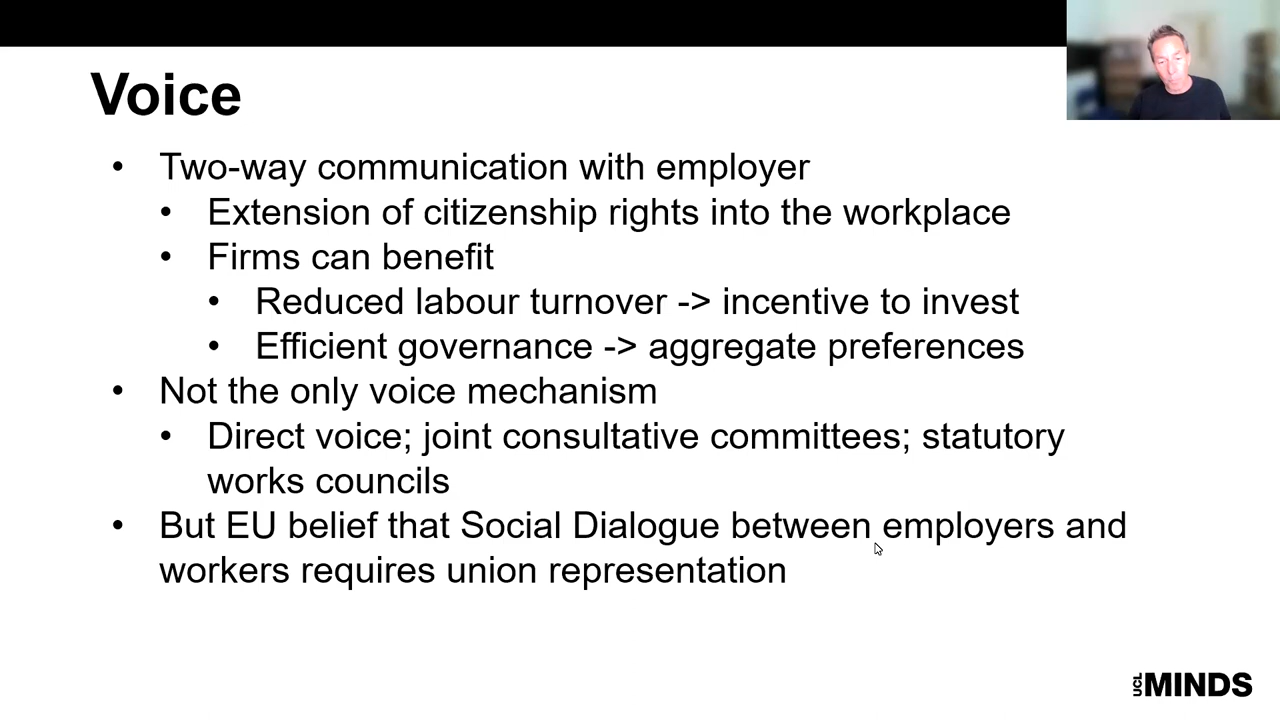 Voice
• Two-way communication with employer
• Extension of citizenship rights into the workplace
• Firms can benefit
• Reduced labour turnover -> incentive to invest
• Efficient governance -> aggregate preferences
• Not the only voice mechanism
• Direct voice; joint consultative committees; statutory
works councils
• But EU belief that Social Dialogue between employers and
workers requires union representation
UCL MINDS